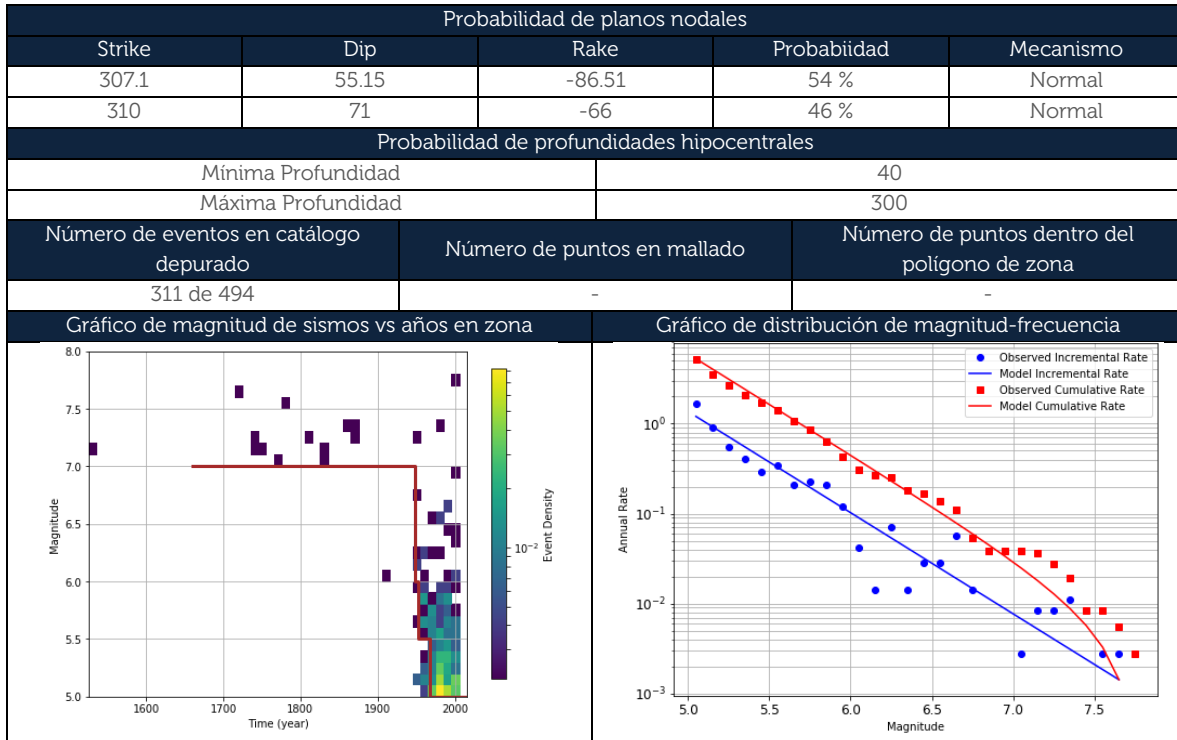 Probabilidad de planos nodales
Strike Dip Rake Probabiidad Mecanismo
307.1 55.15 -86.51 54 % Normal
310 71 -66 46 % Normal
Probabilidad de profundidades hipocentrales
Mínima Profundidad 40
Máxima Profundidad 300
Número de eventos en catálogo
depurado
Número de puntos en mallado
Número de puntos dentro del
polígono de zona
311 de 494 - -
Gráfico de magnitud de sismos vs años en zona
8.0
7.5
7.0
6.5
6.0
5.5
5.0
Magnitude
1600 1700 1800 1900 2000
Time (year)
10⁻²
Event Density
Gráfico de distribución de magnitud-frecuencia
Observed Incremental Rate
Model Incremental Rate
Observed Cumulative Rate
Model Cumulative Rate
10⁰
10⁻¹
10⁻²
10⁻³
Annual Rate
5.0 5.5 6.0 6.5 7.0 7.5
Magnitude